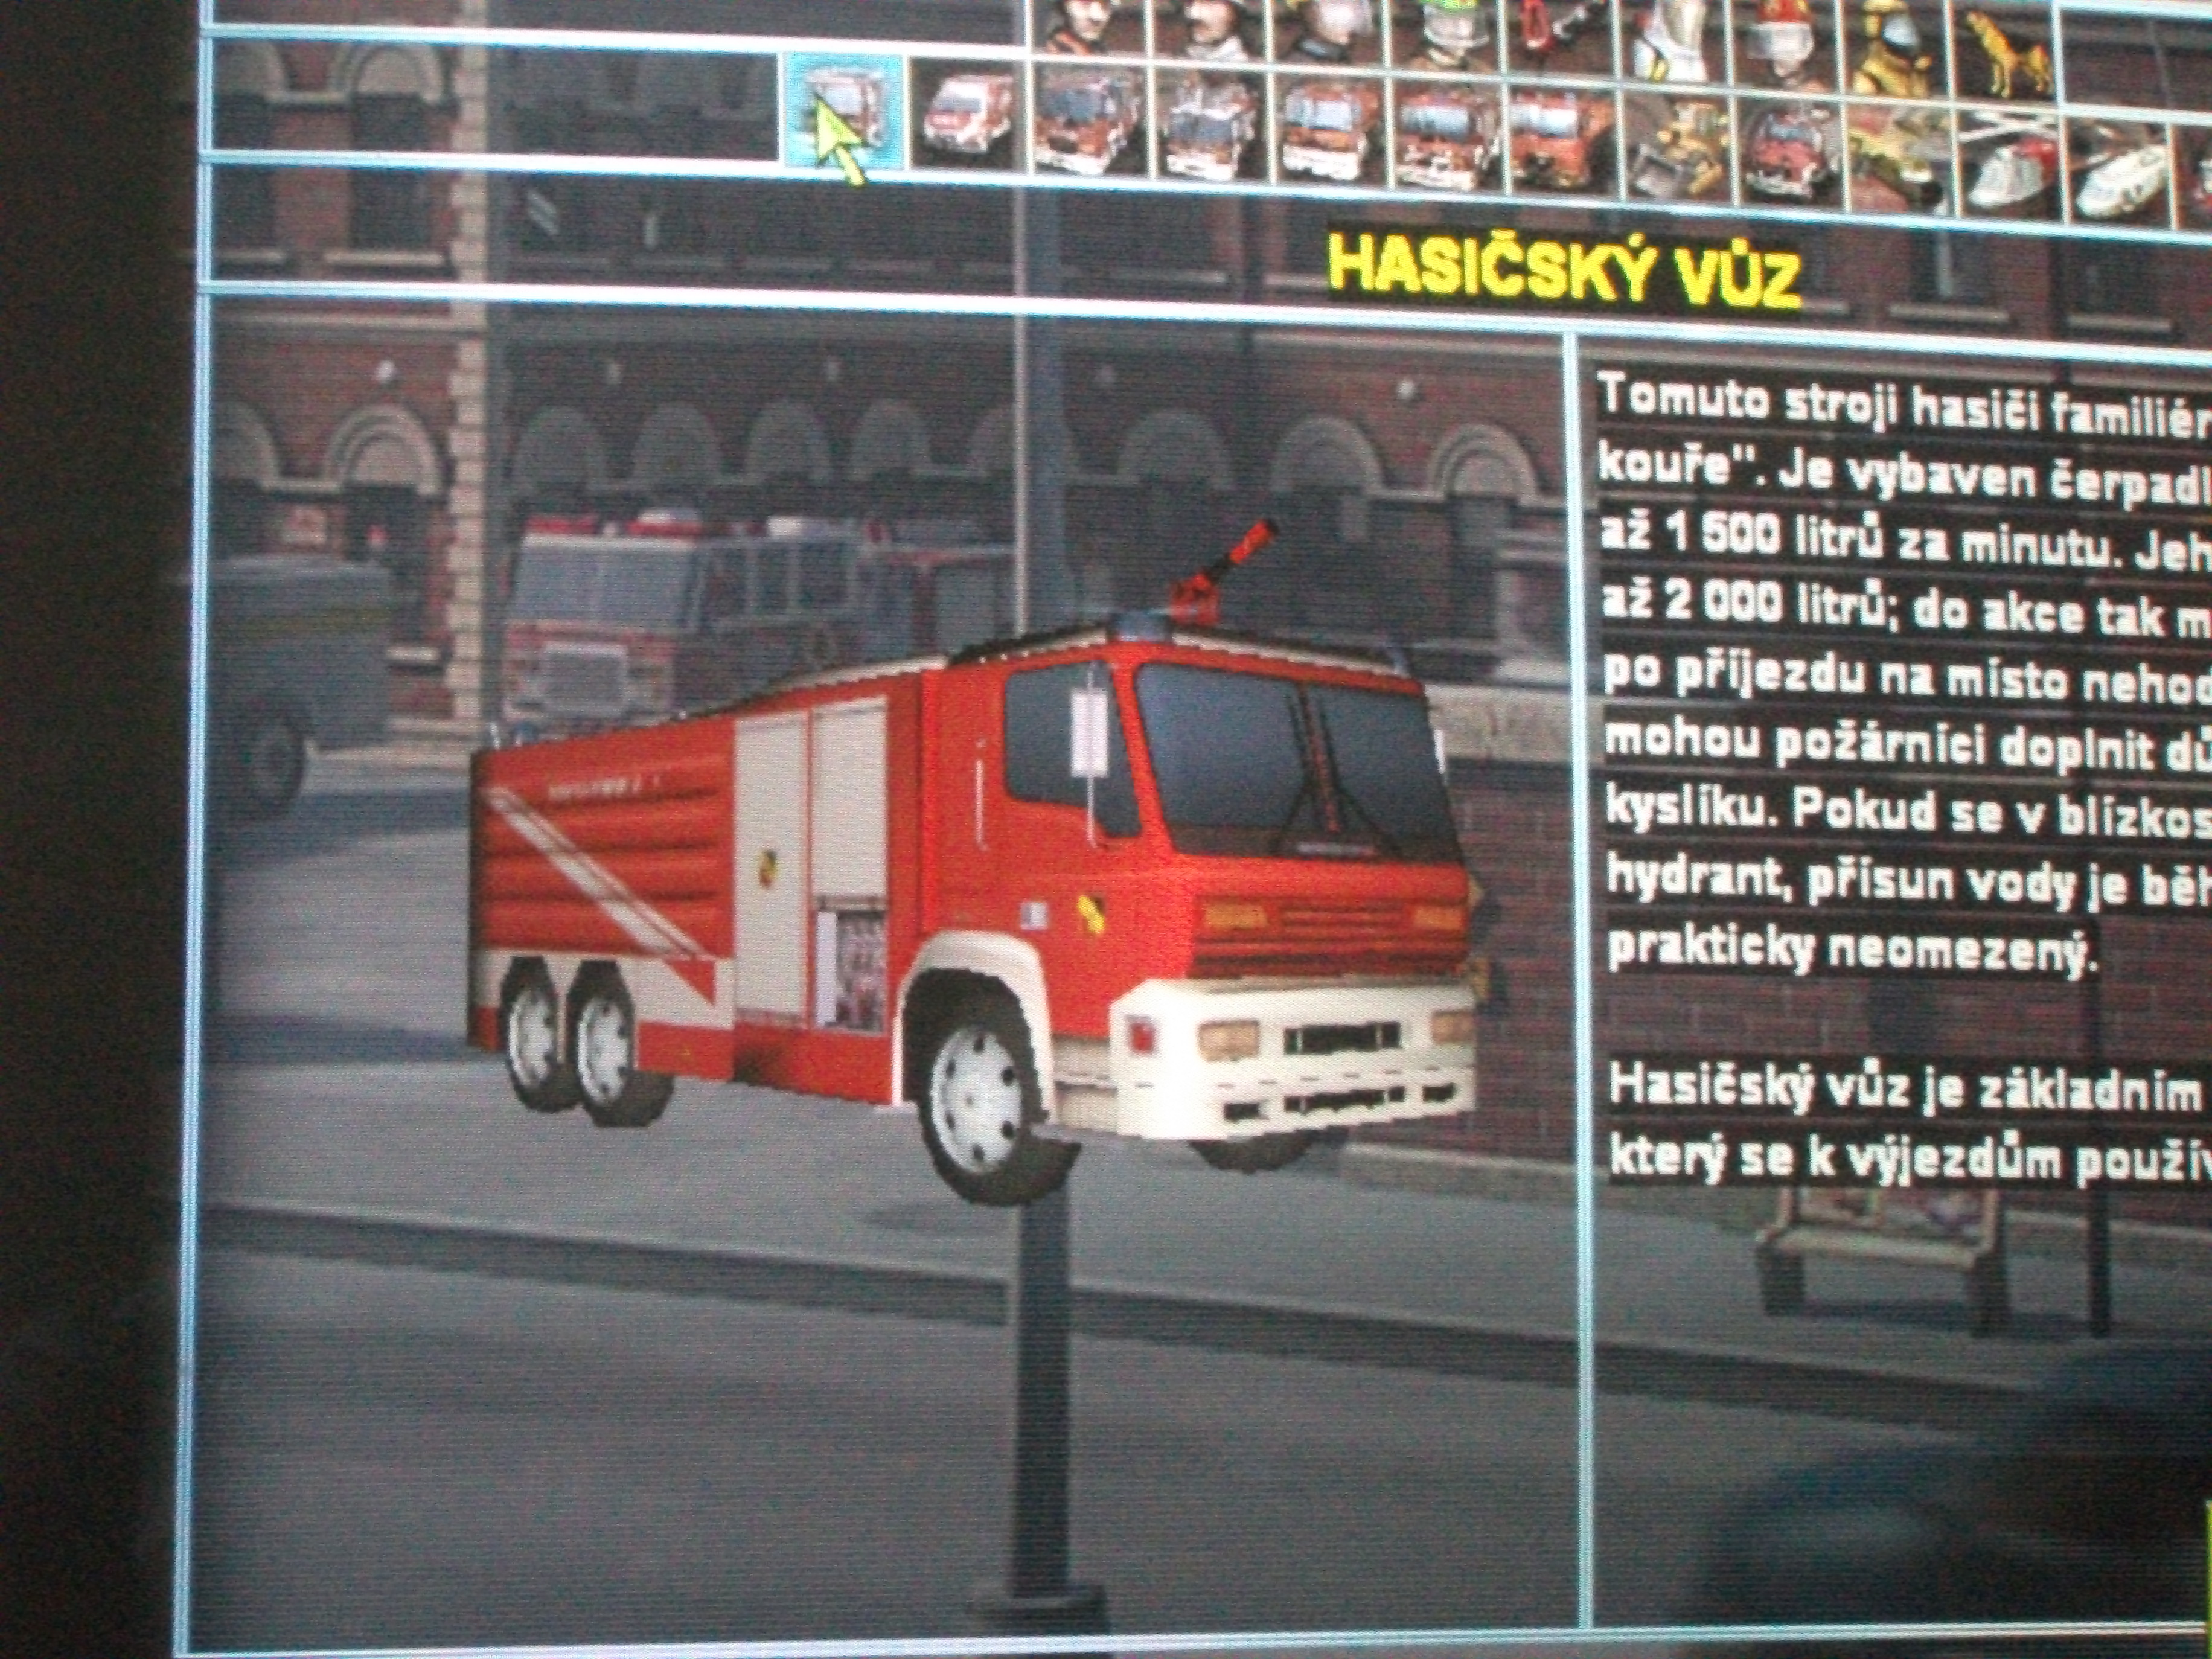 HASIČSKÝ VŮZ
Tomuto stroji hasiči familiér
kouře". Je vybaven čerpadl
až 1 500 litrů za minutu. Jeh
až 2 000 litrů; do akce tak m
po příjezdu na místo nehod
mohou požárníci doplnit dů
kyslíku. Pokud se v blízkos
hydrant, přísun vody je běh
prakticky neomezený.
Hasičský vůz je základním
který se k výjezdům použív